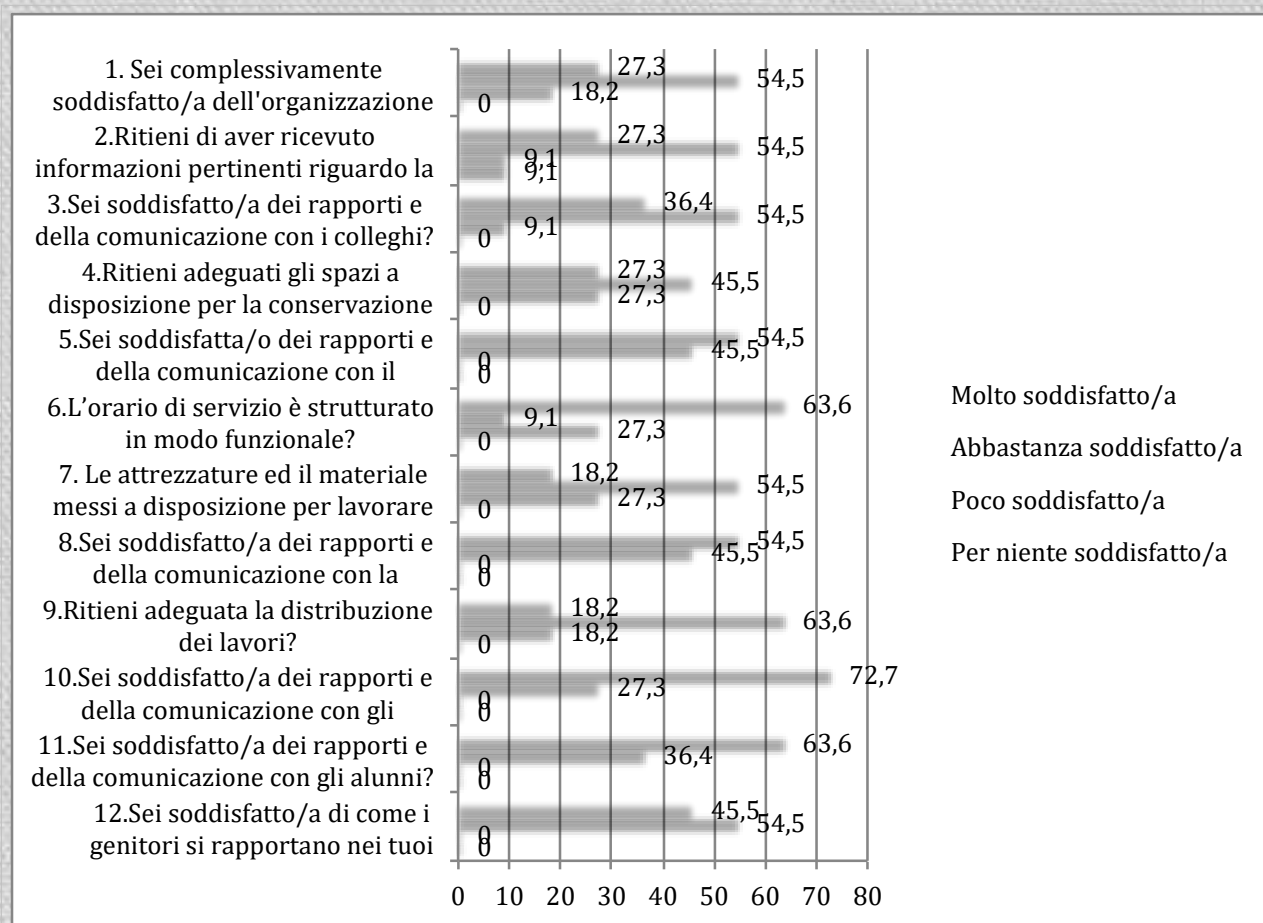 1. Sei complessivamente
soddisfatto/a dell'organizzazione
27,3
54,5
18,2
0
2.Ritieni di aver ricevuto
informazioni pertinenti riguardo la
27,3
54,5
9,1
9,1
3.Sei soddisfatto/a dei rapporti e
della comunicazione con i colleghi?
36,4
54,5
9,1
0
4.Ritieni adeguati gli spazi a
disposizione per la conservazione
27,3
45,5
27,3
0
5.Sei soddisfatta/o dei rapporti e
della comunicazione con il
54,5
45,5
0
0
6.L’orario di servizio è strutturato
in modo funzionale?
63,6
9,1
27,3
0
7. Le attrezzature ed il materiale
messi a disposizione per lavorare
18,2
54,5
27,3
0
8.Sei soddisfatto/a dei rapporti e
della comunicazione con la
54,5
45,5
0
0
9.Ritieni adeguata la distribuzione
dei lavori?
18,2
63,6
18,2
0
10.Sei soddisfatto/a dei rapporti e
della comunicazione con gli
72,7
27,3
0
0
11.Sei soddisfatto/a dei rapporti e
della comunicazione con gli alunni?
63,6
36,4
0
0
12.Sei soddisfatto/a di come i
genitori si rapportano nei tuoi
45,5
54,5
0
0
0 10 20 30 40 50 60 70 80
Molto soddisfatto/a
Abbastanza soddisfatto/a
Poco soddisfatto/a
Per niente soddisfatto/a